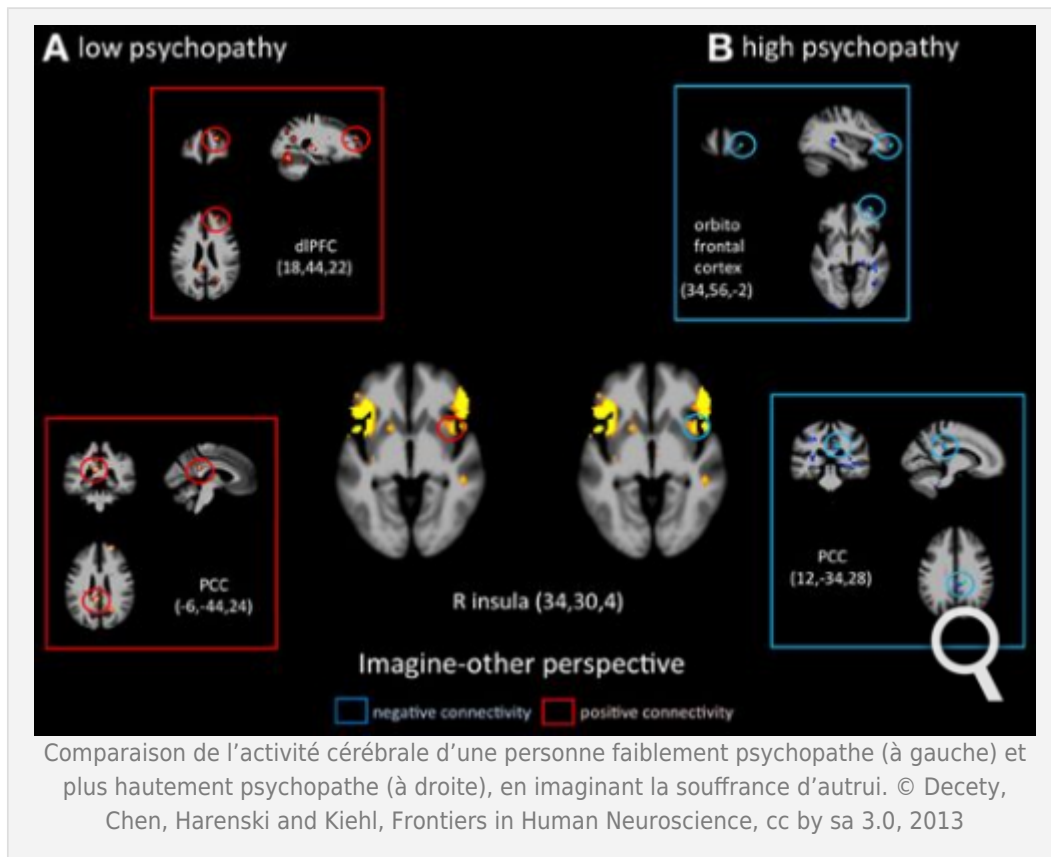 A low psychopathy
B high psychopathy
dlPFC
(18,44,22)
orbito
frontal
cortex
(34,56,-2)
PCC
(-6,-44,24)
R insula (34,30,4)
PCC
(12,-34,28)
Imagine-other perspective
negative connectivity
positive connectivity
Comparaison de l’activité cérébrale d’une personne faiblement psychopathe (à gauche) et
plus hautement psychopathe (à droite), en imaginant la souffrance d’autrui. © Decety,
Chen, Harenski and Kiehl, Frontiers in Human Neuroscience, cc by sa 3.0, 2013